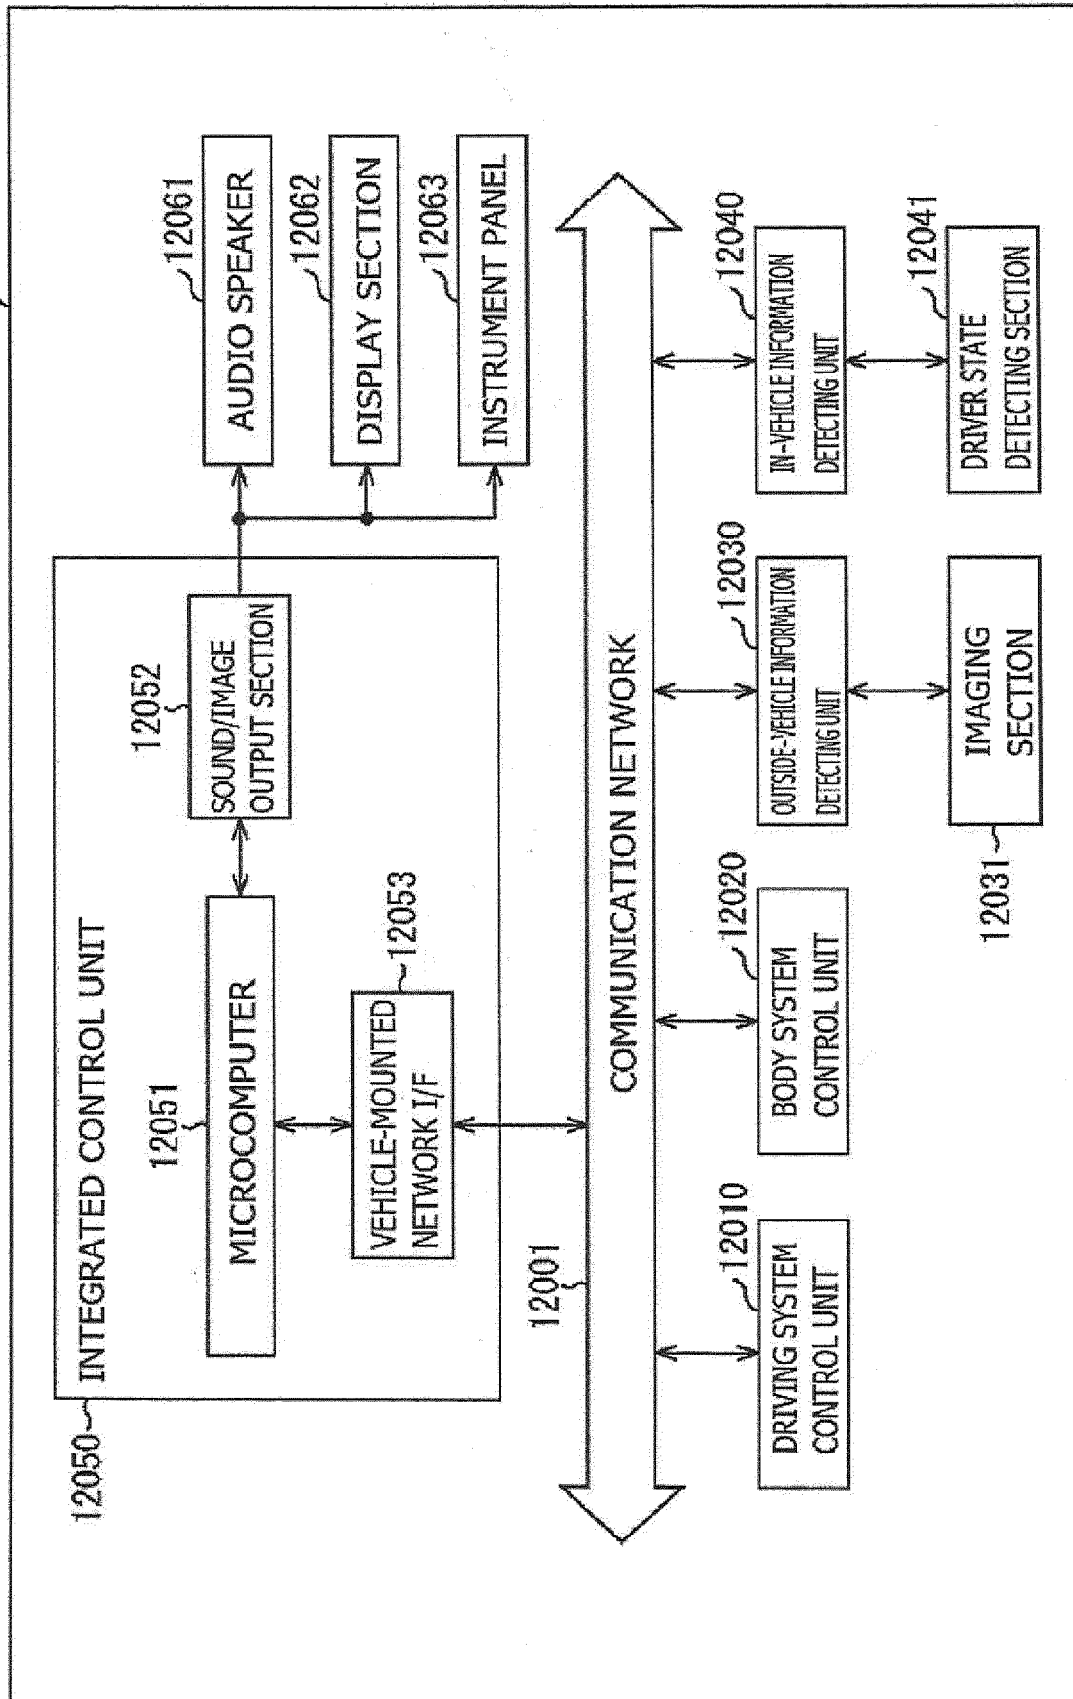 12050
INTEGRATED CONTROL UNIT
12051
MICROCOMPUTER
12052
SOUND/IMAGE
OUTPUT SECTION
12053
VEHICLE-MOUNTED
NETWORK I/F
12061
AUDIO SPEAKER
12062
DISPLAY SECTION
12063
INSTRUMENT PANEL
12001
COMMUNICATION NETWORK
12010
DRIVING SYSTEM
CONTROL UNIT
12020
BODY SYSTEM
CONTROL UNIT
12030
OUTSIDE-VEHICLE INFORMATION
DETECTING UNIT
12040
IN-VEHICLE INFORMATION
DETECTING UNIT
12031
IMAGING
SECTION
12041
DRIVER STATE
DETECTING SECTION